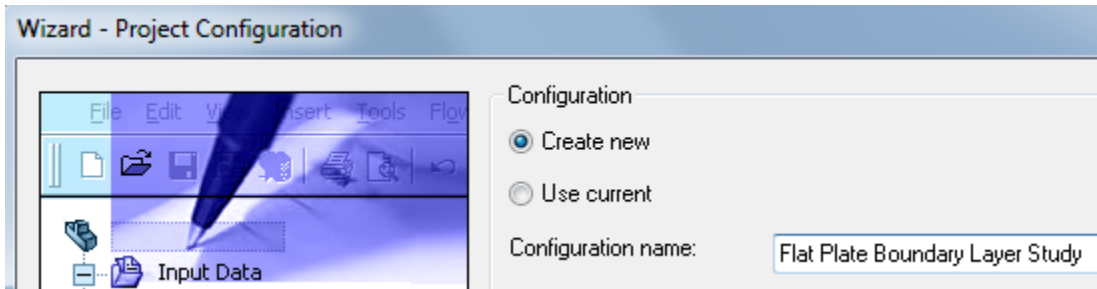 Wizard - Project Configuration
File Edit View Insert Tools Flow
Configuration
Create new
Use current
Configuration name:
Flat Plate Boundary Layer Study
Input Data